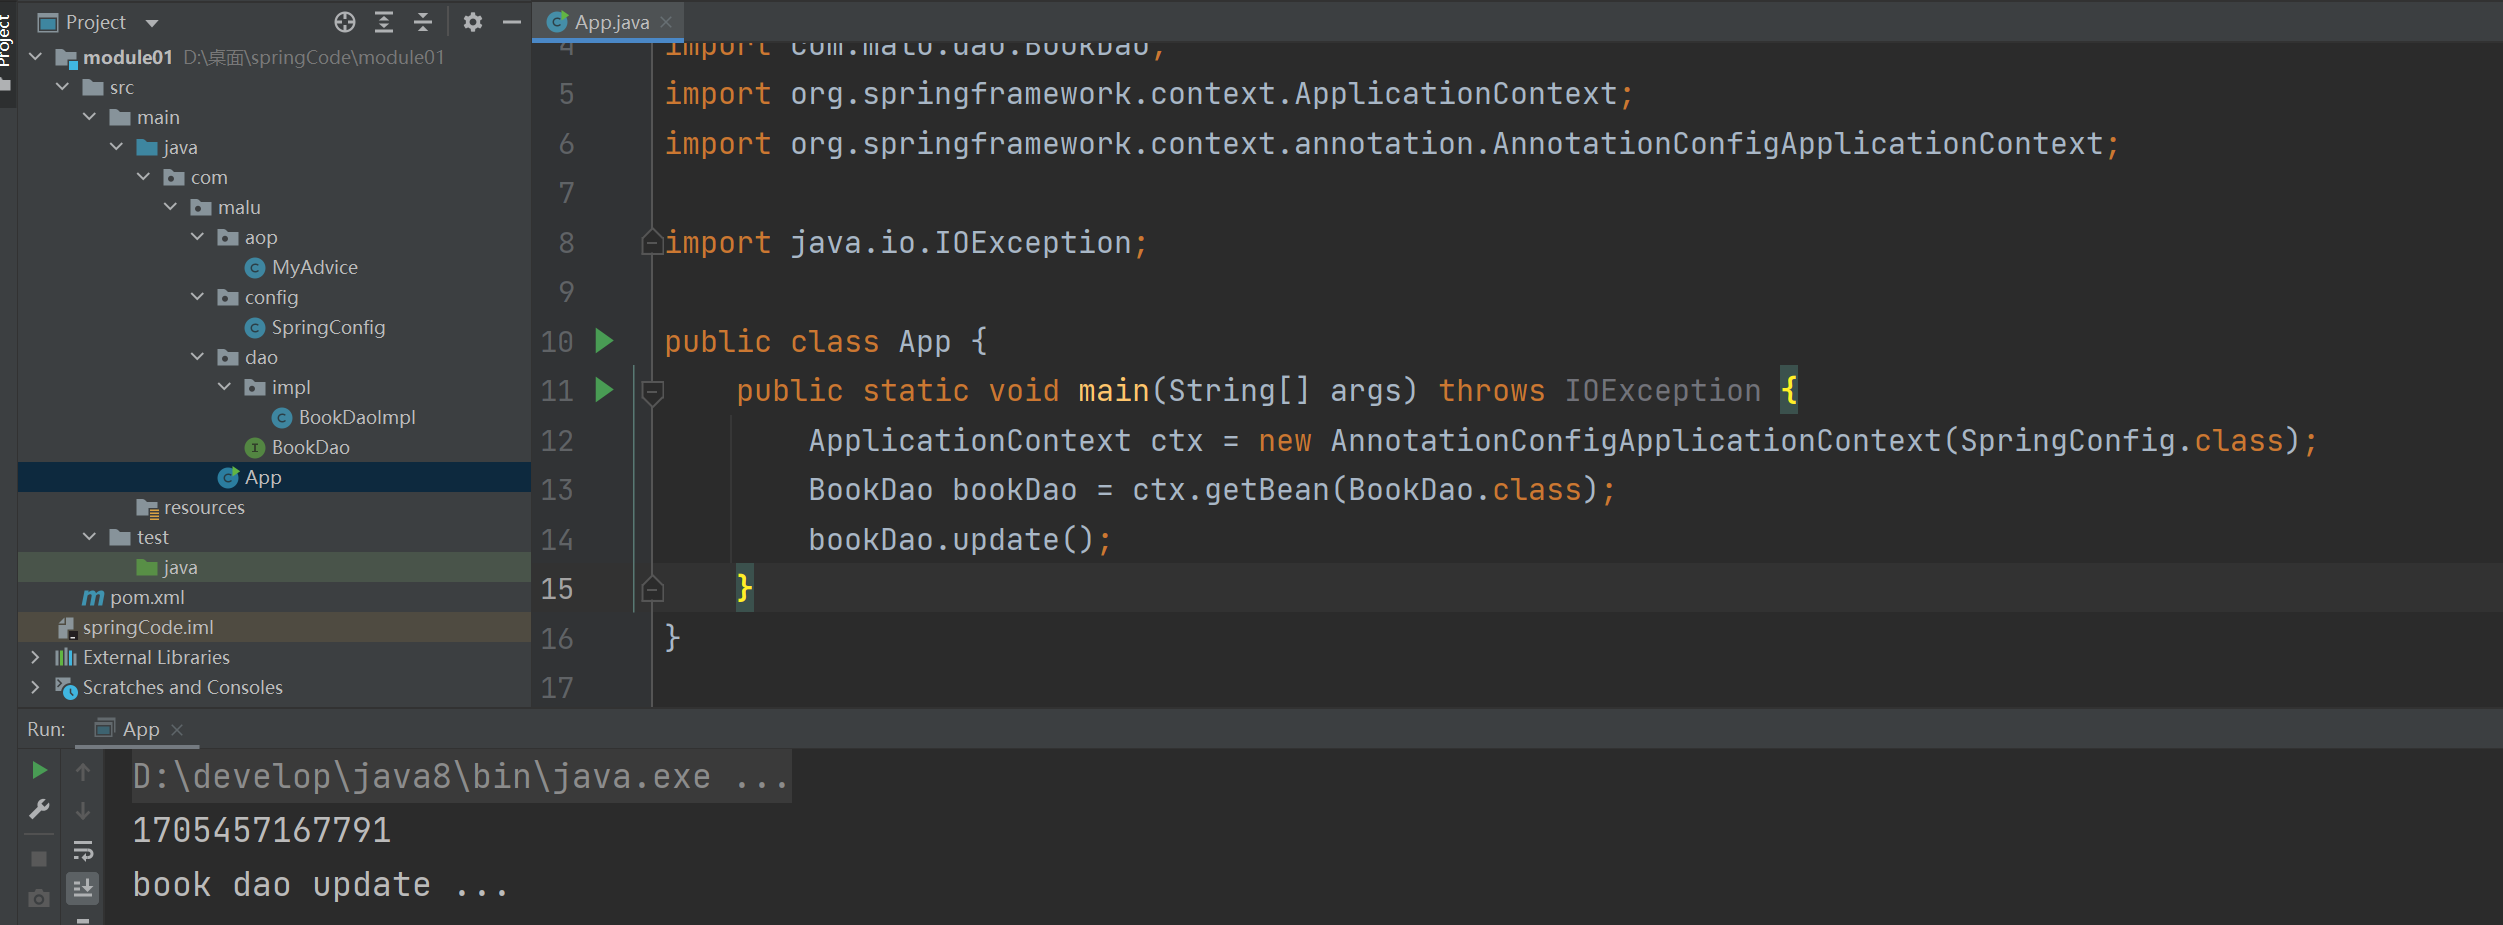 Project
Project
module01 D:\桌面\springCode\module01
src
main
java
com
malu
aop
MyAdvice
config
SpringConfig
dao
impl
BookDaoImpl
BookDao
App
resources
test
java
pom.xml
springCode.iml
External Libraries
Scratches and Consoles
App.java
4 import com.malu.dao.BookDao;
5 import org.springframework.context.ApplicationContext;
6 import org.springframework.context.annotation.AnnotationConfigApplicationContext;
7
8 import java.io.IOException;
9
10 public class App {
11 public static void main(String[] args) throws IOException {
12 ApplicationContext ctx = new AnnotationConfigApplicationContext(SpringConfig.class);
13 BookDao bookDao = ctx.getBean(BookDao.class);
14 bookDao.update();
15 }
16 }
17
Run: App
D:\develop\java8\bin\java.exe ...
1705457167791
book dao update ...